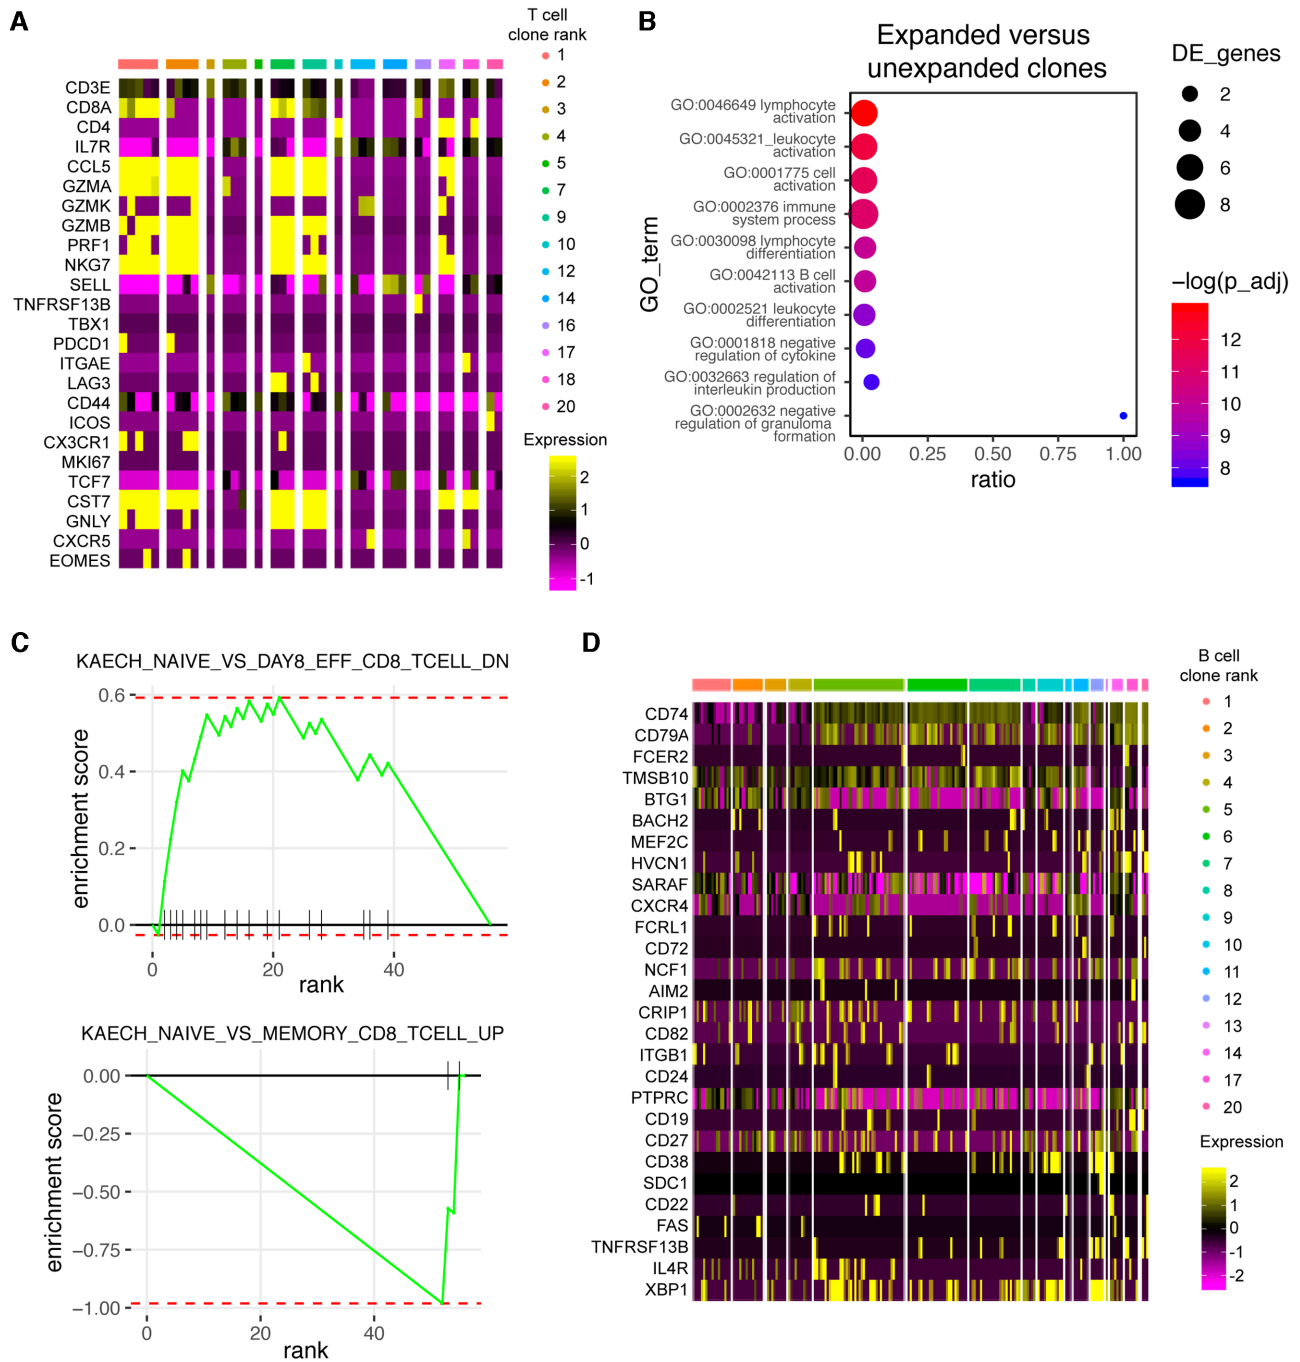 A
T cell
clone rank
1
2
3
4
5
7
9
10
12
14
16
17
18
20
Expression
2
1
0
-1
CD3E
CD8A
CD4
IL7R
CCL5
GZMA
GZMK
GZMB
PRF1
NKG7
SELL
TNFRSF13B
TBX1
PDCD1
ITGAE
LAG3
CD44
ICOS
CX3CR1
MKI67
TCF7
CST7
GNLY
CXCR5
EOMES
B
Expanded versus
unexpanded clones
GO_term
GO:0046649 lymphocyte
activation
GO:0045321_leukocyte
activation
GO:0001775 cell
activation
GO:0002376 immune
system process
GO:0030098 lymphocyte
differentiation
GO:0042113 B cell
activation
GO:0002521 leukocyte
differentiation
GO:0001818 negative
regulation of cytokine
GO:0032663 regulation of
interleukin production
GO:0002632 negative
regulation of granuloma
formation
0.00 0.25 0.50 0.75 1.00
ratio
DE_genes
2
4
6
8
−log(p_adj)
12
11
10
9
8
C
KAECH_NAIVE_VS_DAY8_EFF_CD8_TCELL_DN
enrichment score
0.6
0.4
0.2
0.0
0 20 40
rank
KAECH_NAIVE_VS_MEMORY_CD8_TCELL_UP
enrichment score
0.00
−0.25
−0.50
−0.75
−1.00
0 20 40
rank
D
B cell
clone rank
1
2
3
4
5
6
7
8
9
10
11
12
13
14
17
20
Expression
2
1
0
-1
-2
CD74
CD79A
FCER2
TMSB10
BTG1
BACH2
MEF2C
HVCN1
SARAF
CXCR4
FCRL1
CD72
NCF1
AIM2
CRIP1
CD82
ITGB1
CD24
PTPRC
CD19
CD27
CD38
SDC1
CD22
FAS
TNFRSF13B
IL4R
XBP1